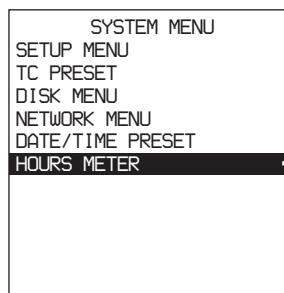 SYSTEM MENU
SETUP MENU
TC PRESET
DISK MENU
NETWORK MENU
DATE/TIME PRESET
HOURS METER